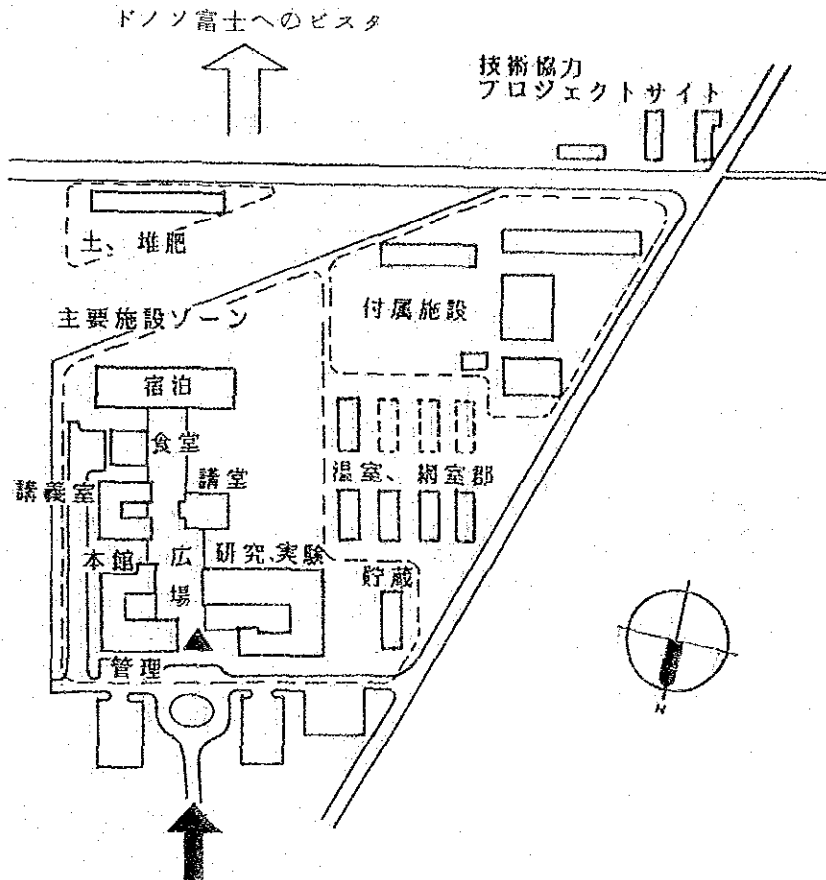 ドノソ富士へのビスタ
技術協力
プロジェクトサイト
土、堆肥
主要施設ゾーン
付属施設
宿泊
食堂
講堂
温室、網室郡
講義室
本館
広場
研究、実験
貯蔵
管理
N